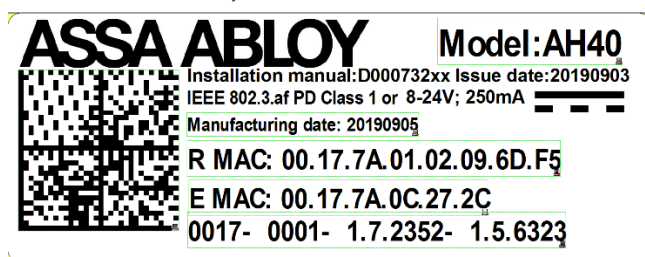 ASSA ABLOY
Model:AH40
Installation manual:D000732xx Issue date:20190903
IEEE 802.3.af PD Class 1 or 8-24V; 250mA
Manufacturing date: 20190905
R MAC: 00.17.7A.01.02.09.6D.F5
E MAC: 00.17.7A.0C.27.2C
0017- 0001- 1.7.2352- 1.5.6323